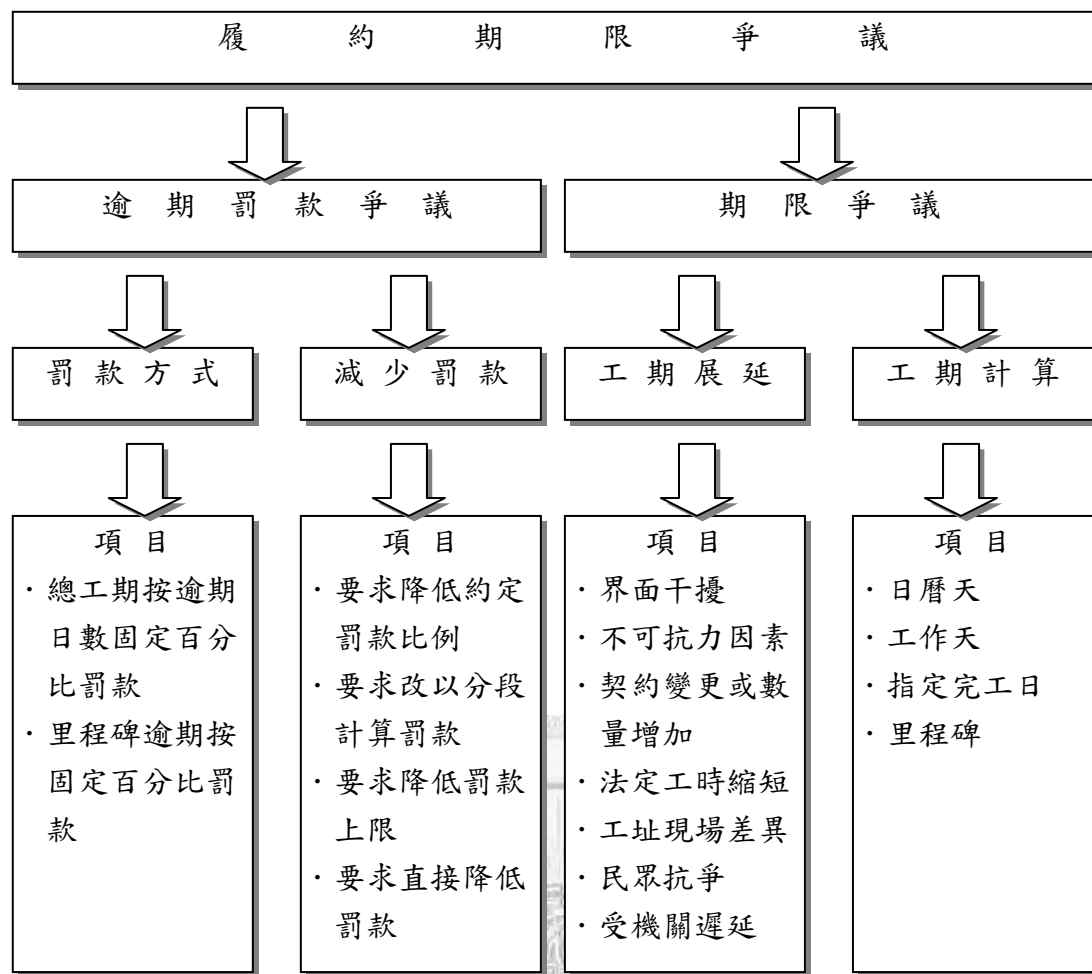 履約期限爭議
逾期罰款爭議
期限爭議
罰款方式
減少罰款
工期展延
工期計算
項目
·總工期按逾期
日數固定百分
比罰款
·里程碑逾期按
固定百分比罰
款
項目
·要求降低約定
罰款比例
·要求改以分段
計算罰款
·要求降低罰款
上限
·要求直接降低
罰款
項目
·界面干擾
·不可抗力因素
·契約變更或數
量增加
·法定工時縮短
·工址現場差異
·民眾抗爭
·受機關遲延
項目
·日曆天
·工作天
·指定完工日
·里程碑